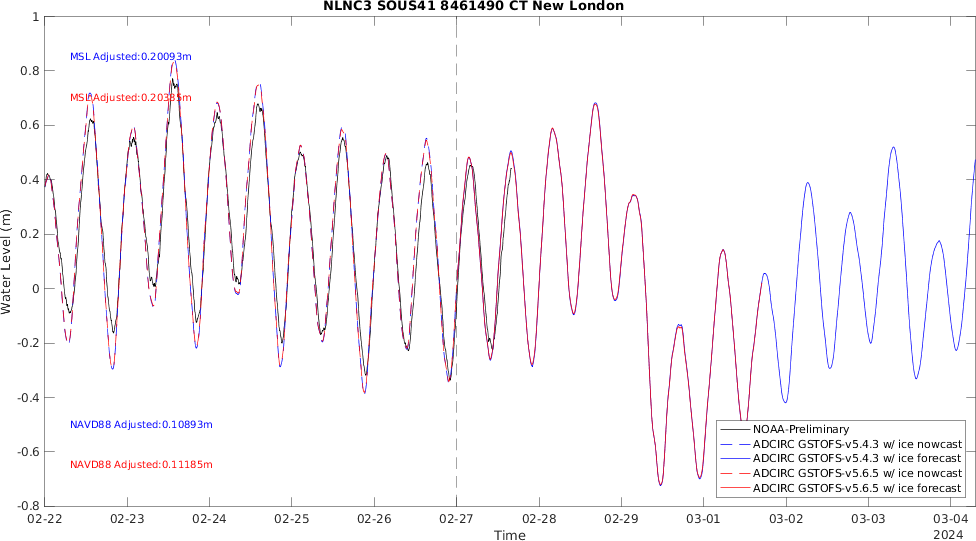 NLNC3 SOUS41 8461490 CT New London
1
0.8
0.6
0.4
0.2
0
-0.2
-0.4
-0.6
-0.8
Water Level (m)
MSL Adjusted:0.20093m
MSL Adjusted:0.20335m
NAVD88 Adjusted:0.10893m
NAVD88 Adjusted:0.11185m
NOAA-Preliminary
ADCIRC GSTOFS-v5.4.3 w/ ice nowcast
ADCIRC GSTOFS-v5.4.3 w/ ice forecast
ADCIRC GSTOFS-v5.6.5 w/ ice nowcast
ADCIRC GSTOFS-v5.6.5 w/ ice forecast
02-22 02-23 02-24 02-25 02-26 02-27 02-28 02-29 03-01 03-02 03-03 03-04
Time
2024